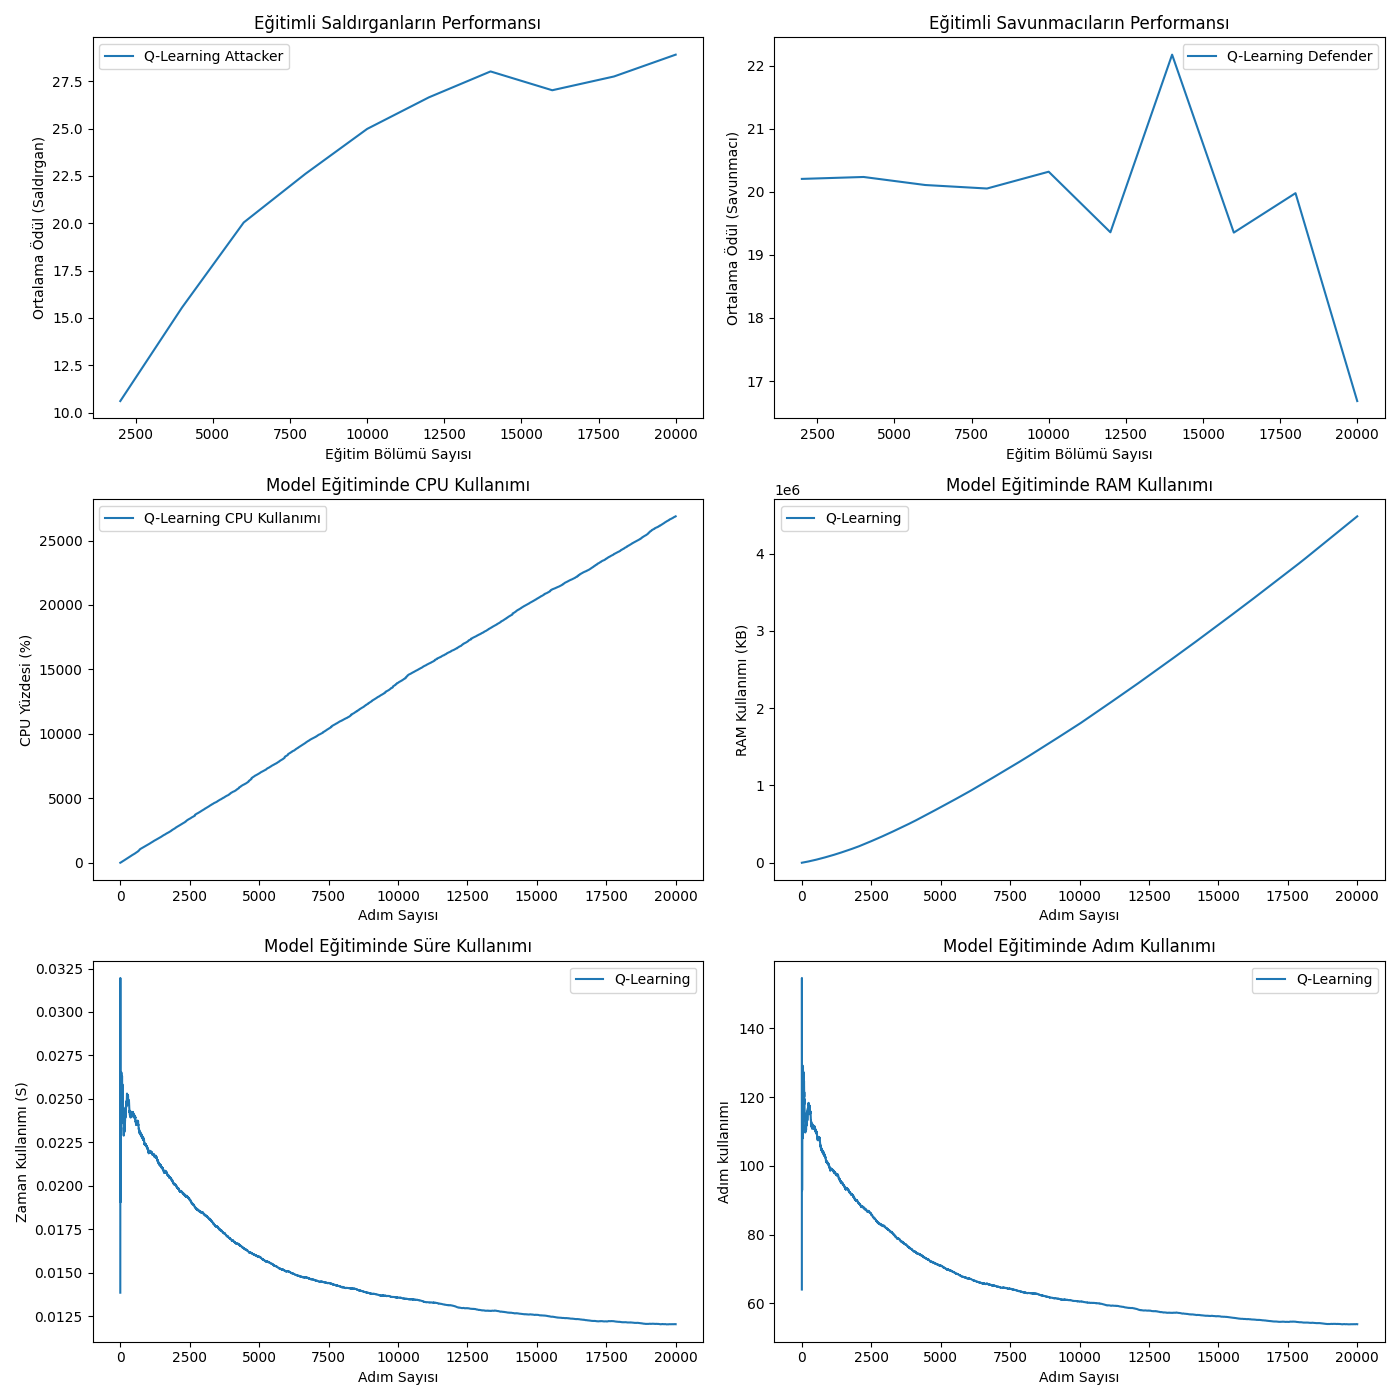 Eğitimli Saldırganların Performansı
Q-Learning Attacker
Ortalama Ödül (Saldırgan)
27.5
25.0
22.5
20.0
17.5
15.0
12.5
10.0
2500 5000 7500 10000 12500 15000 17500 20000
Eğitim Bölümü Sayısı
Eğitimli Savunmacıların Performansı
Q-Learning Defender
Ortalama Ödül (Savunmacı)
22
21
20
19
18
17
2500 5000 7500 10000 12500 15000 17500 20000
Eğitim Bölümü Sayısı
Model Eğitiminde CPU Kullanımı
Q-Learning CPU Kullanımı
CPU Yüzdesi (%)
25000
20000
15000
10000
5000
0
0 2500 5000 7500 10000 12500 15000 17500 20000
Adım Sayısı
Model Eğitiminde RAM Kullanımı
1e6
Q-Learning
RAM Kullanımı (KB)
4
3
2
1
0
0 2500 5000 7500 10000 12500 15000 17500 20000
Adım Sayısı
Model Eğitiminde Süre Kullanımı
Q-Learning
Zaman Kullanımı (S)
0.0325
0.0300
0.0275
0.0250
0.0225
0.0200
0.0175
0.0150
0.0125
0 2500 5000 7500 10000 12500 15000 17500 20000
Adım Sayısı
Model Eğitiminde Adım Kullanımı
Q-Learning
Adım kullanımı
140
120
100
80
60
0 2500 5000 7500 10000 12500 15000 17500 20000
Adım Sayısı